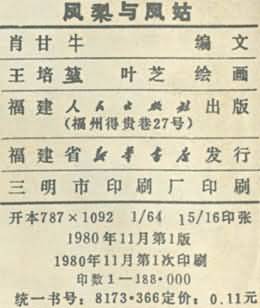 凤梨与凤姑
肖甘牛 编文
王培堃 叶芝 绘画
福建人民出版社出版
(福州得贵巷27号)
福建省新华书店发行
三明市印刷厂印刷
开本787×1092 1/64 15/16印张
1980年11月第1版
1980年11月第1次印刷
印数1—188·000
统一书号:8173·366定价:0.11元